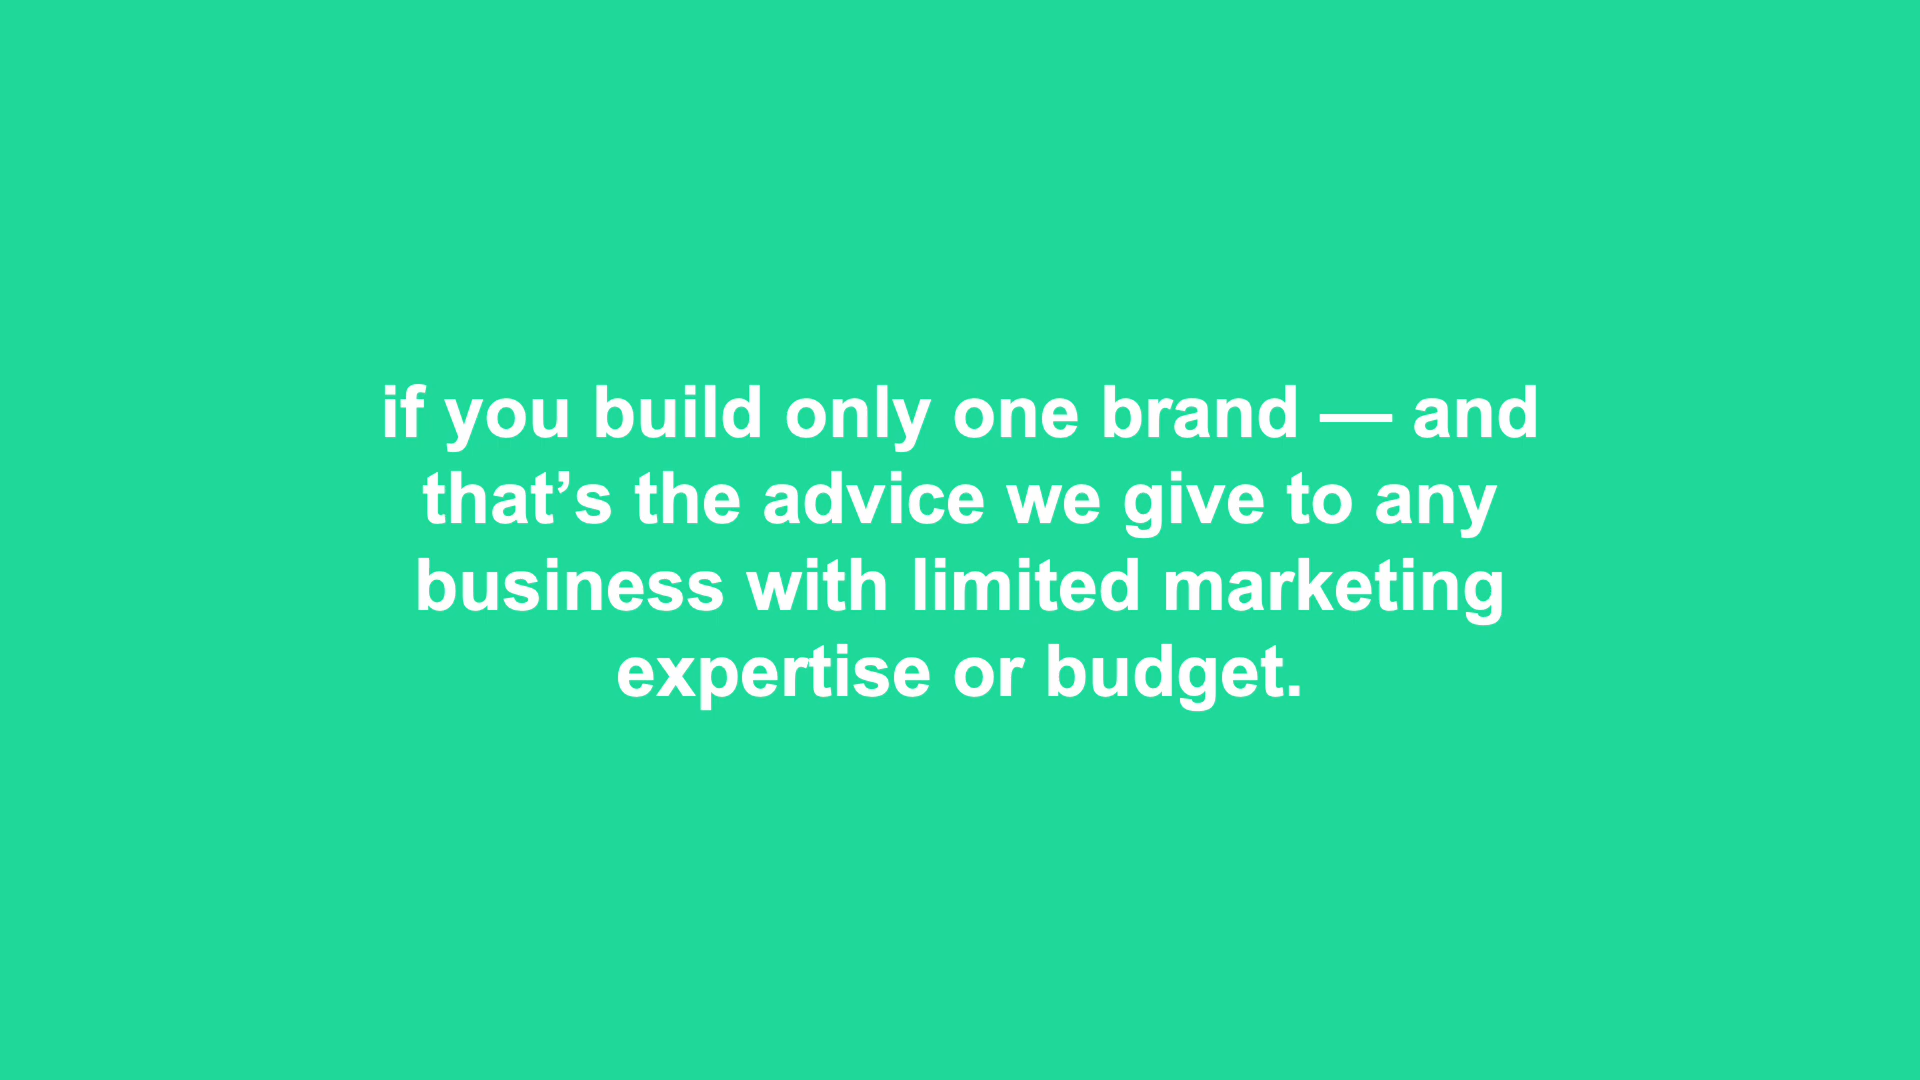 if you build only one brand — and
that’s the advice we give to any
business with limited marketing
expertise or budget.